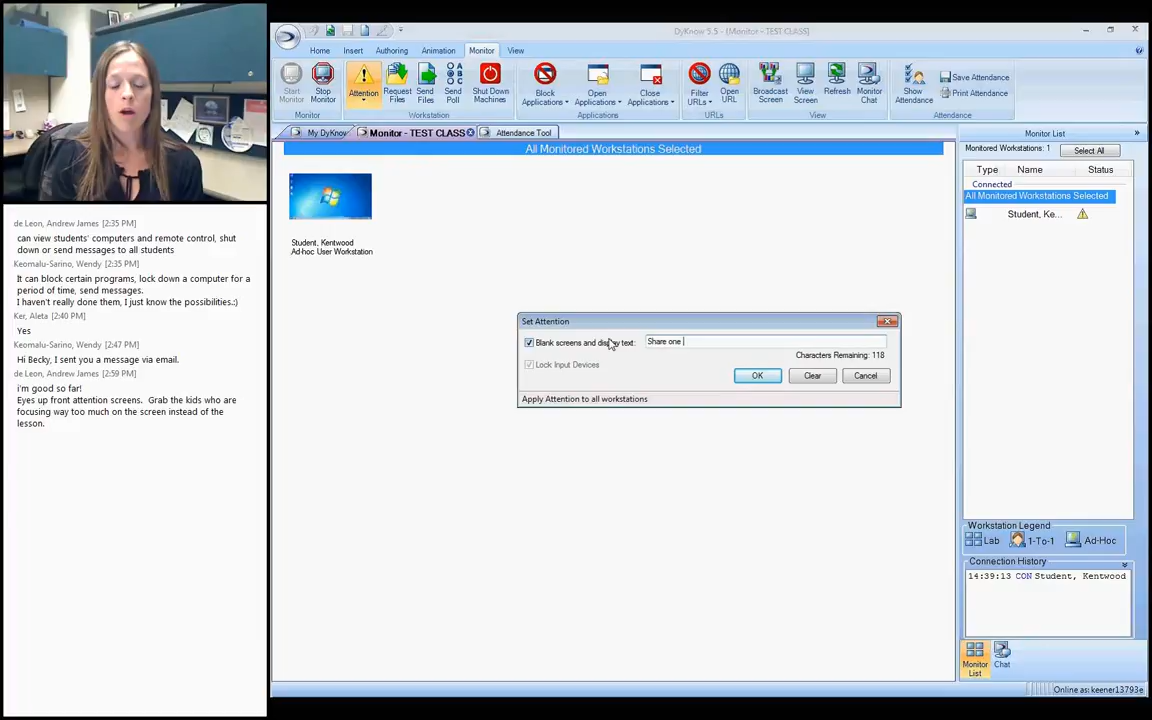 DyKnow 5.5 - [Monitor - TEST CLASS]
Home Insert Authoring Animation Monitor View
Start Monitor
Stop Monitor
Attention
Request Files
Send Files
Send Poll
Shut Down Machines
Block Applications
Open Applications
Close Applications
Filter URLs
Open URL
Broadcast Screen
View Screen
Refresh
Monitor Chat
Show Attendance
Save Attendance
Print Attendance
Monitor
Workstation
Applications
URLs
View
Attendance
My DyKnow
Monitor - TEST CLASS
Attendance Tool
All Monitored Workstations Selected
Student, Kentwood
Ad-hoc User Workstation
Set Attention
Blank screens and display text: Share one
Characters Remaining: 118
Lock Input Devices
OK Clear Cancel
Apply Attention to all workstations
Monitor List
Monitored Workstations: 1 Select All
Type Name Status
Connected
All Monitored Workstations Selected
Student, Ke...
Workstation Legend
Lab 1-To-1 Ad-Hoc
Connection History
14:39:13 CON Student, Kentwood
Monitor List
Chat
Online as: keener13793e
de Leon, Andrew James [2:35 PM]
can view students' computers and remote control, shut
down or send messages to all students
Keomalu-Sarino, Wendy [2:35 PM]
It can block certain programs, lock down a computer for a
period of time, send messages.
I haven't really done them, I just know the possibilities.:)
Ker, Aleta [2:40 PM]
Yes
Keomalu-Sarino, Wendy [2:47 PM]
Hi Becky, I sent you a message via email.
de Leon, Andrew James [2:59 PM]
i'm good so far!
Eyes up front attention screens. Grab the kids who are
focusing way too much on the screen instead of the
lesson.